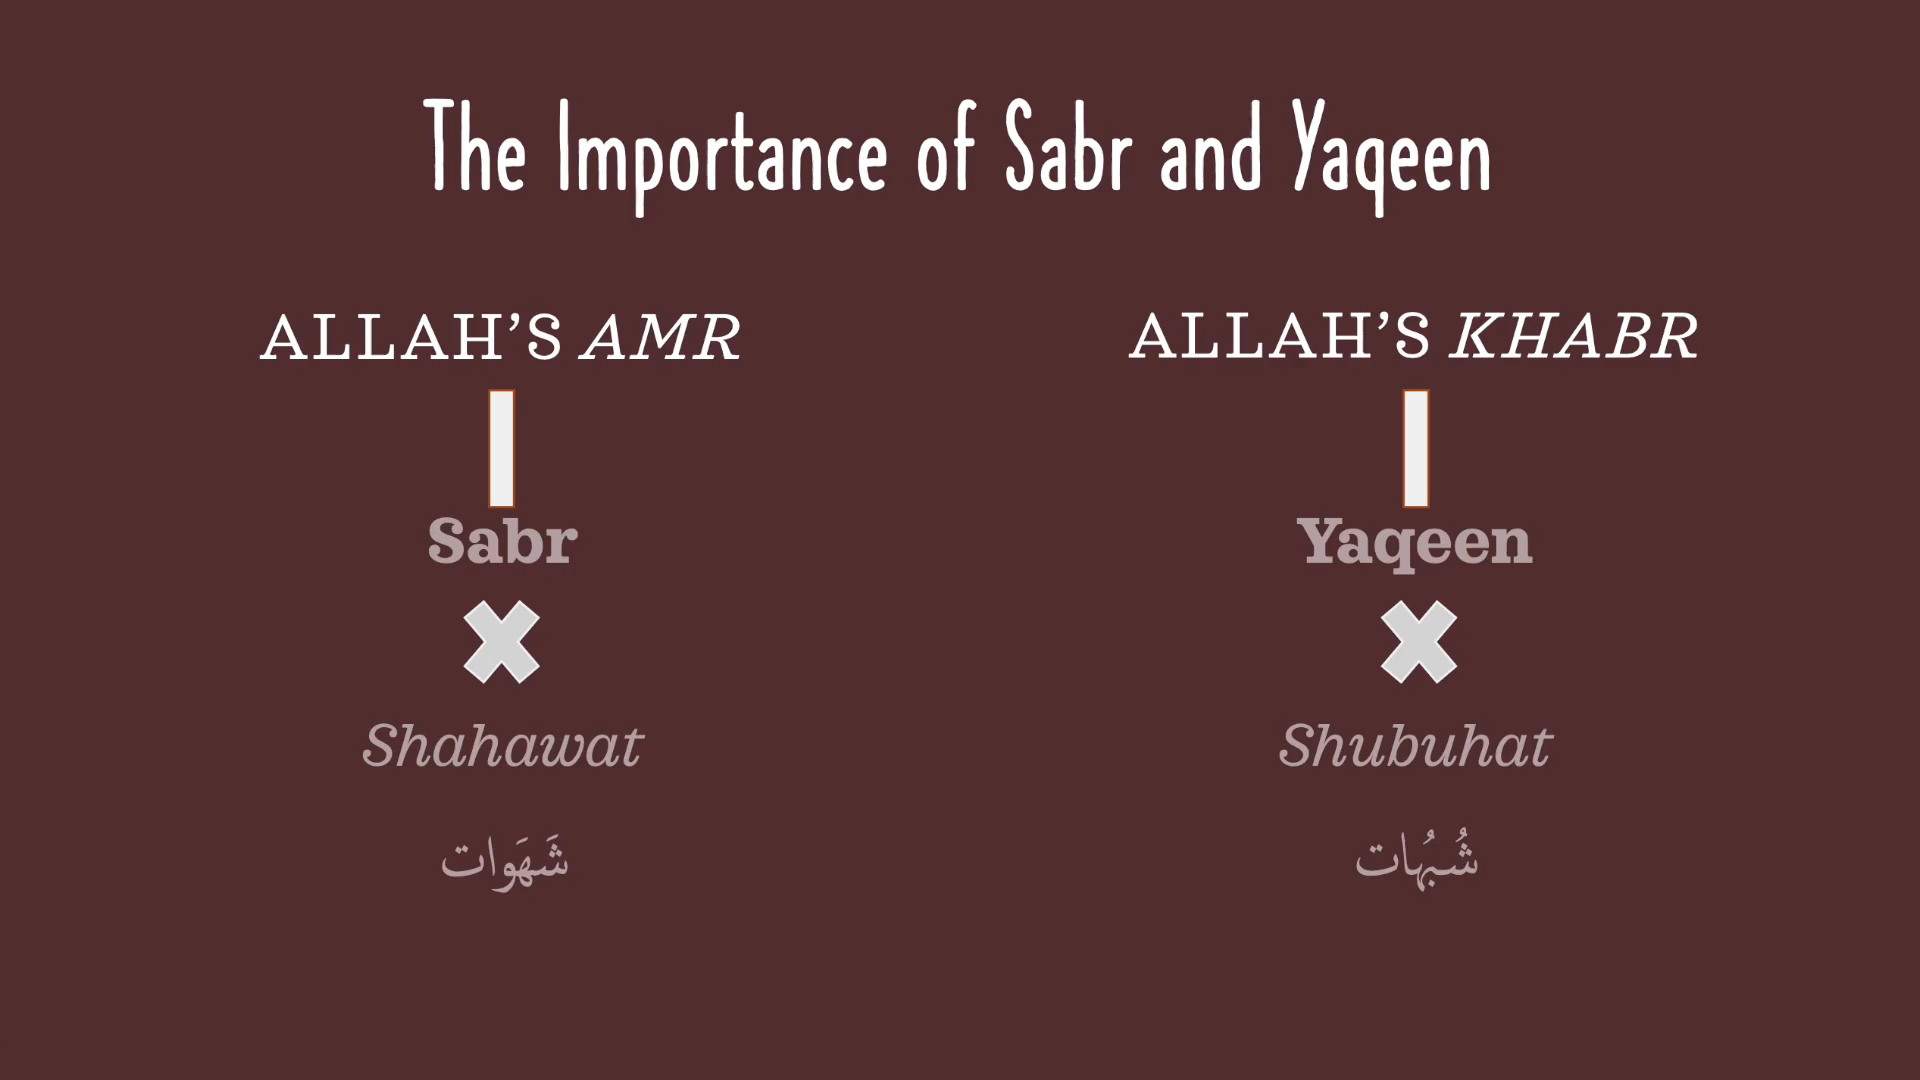 The Importance of Sabr and Yaqeen
ALLAH’S AMR
ALLAH’S KHABR
Sabr
Yaqeen
Shahawat
Shubuhat
شَهَوات
شُبُهات